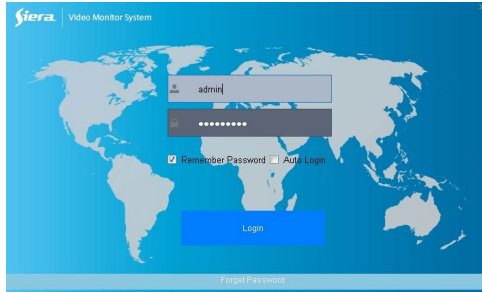 Siera. Video Monitor System
admin
•••••••••
Remember Password Auto Login
Login
Forget Password